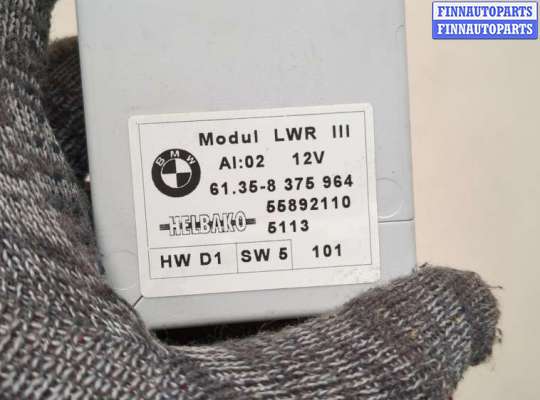 FINNAUTOPARTS
FINNAUTOPARTS
Modul LWR III
BMW
AI:02 12V
61.35-8 375 964
55892110
HELBAKO
5113
HW D1 SW 5 101